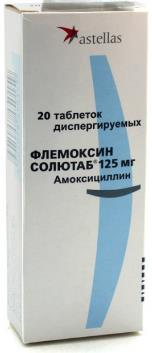 astellas
20 таблеток
диспергируемых
ФЛЕМОКСИН
СОЛЮТАБ® 125 мг
Амоксициллин